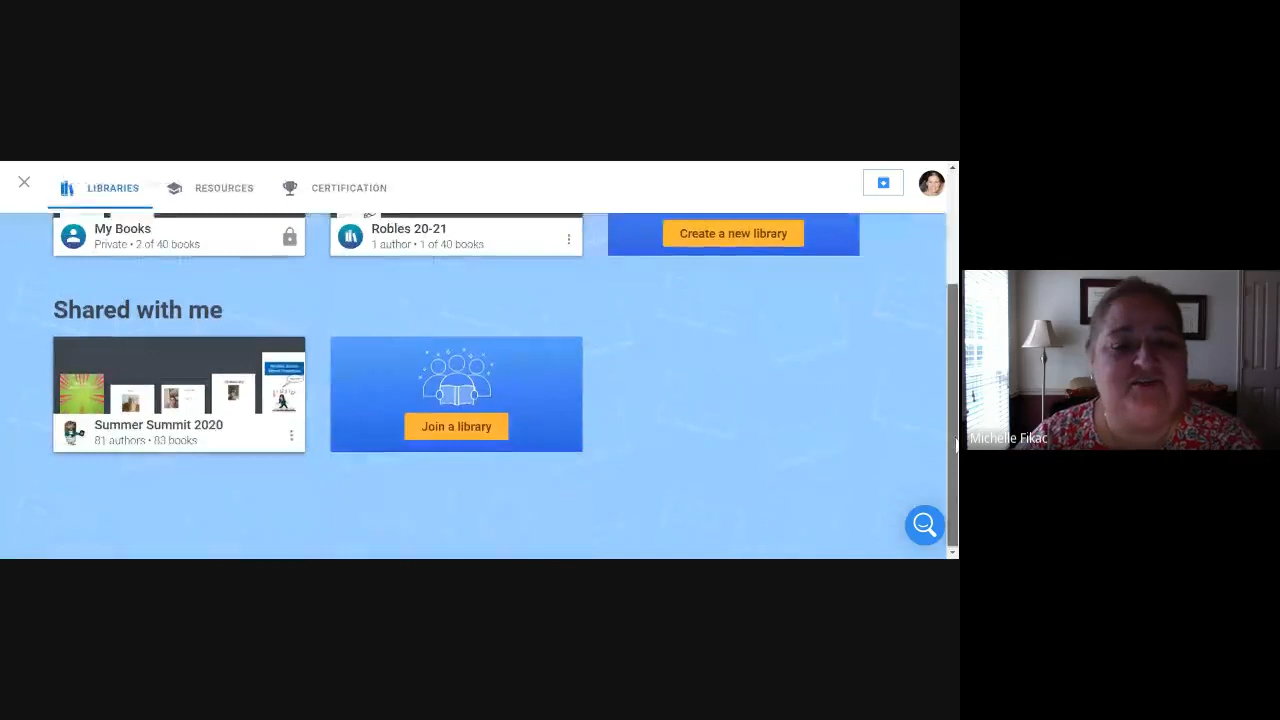 LIBRARIES
RESOURCES
CERTIFICATION
My Books
Private • 2 of 40 books
Robles 20-21
1 author • 1 of 40 books
Create a new library
Shared with me
Summer Summit 2020
81 authors • 83 books
Join a library
Michelle Fikac